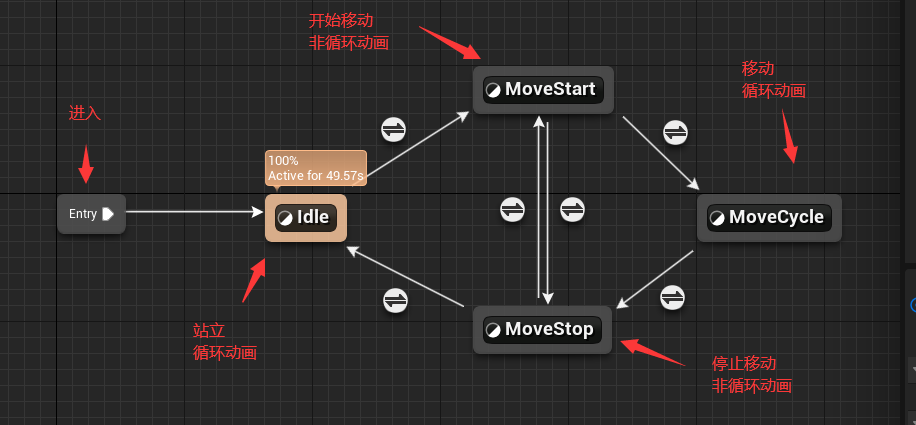 开始移动
非循环动画
移动
循环动画
MoveStart
进入
100%
Active for 49.57s
Entry
Idle
MoveCycle
站立
循环动画
MoveStop
停止移动
非循环动画